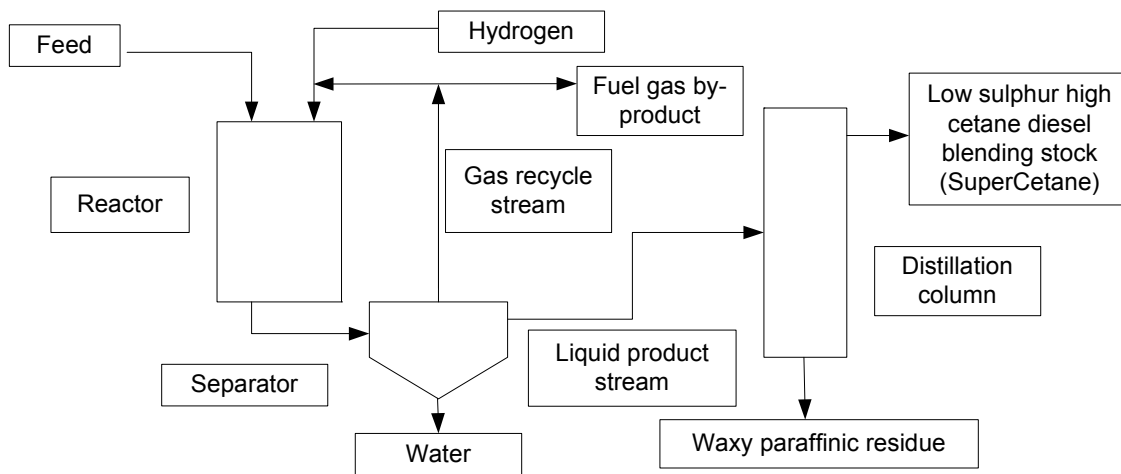 Feed
Hydrogen
Fuel gas by-
product
Low sulphur high
cetane diesel
blending stock
(SuperCetane)
Reactor
Gas recycle
stream
Distillation
column
Separator
Liquid product
stream
Water
Waxy paraffinic residue